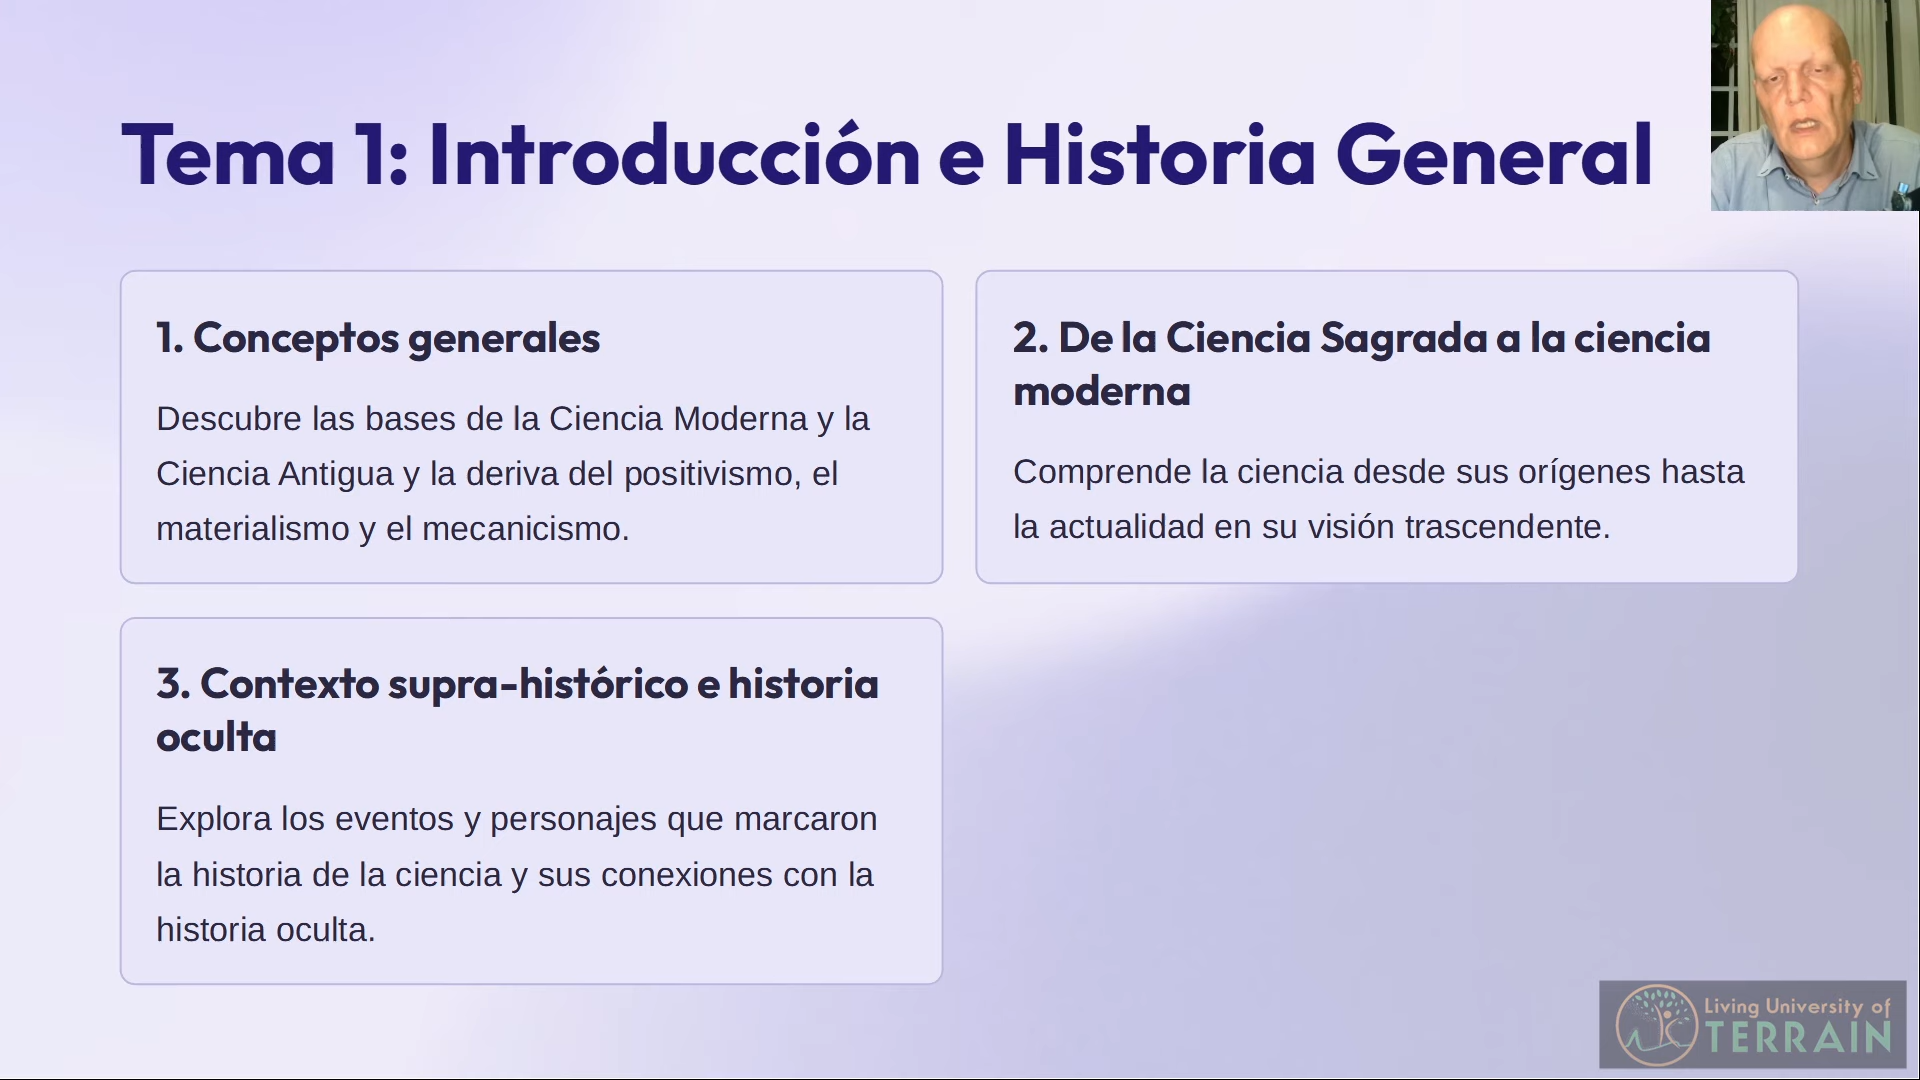 Tema 1: Introducción e Historia General
1. Conceptos generales
Descubre las bases de la Ciencia Moderna y la
Ciencia Antigua y la deriva del positivismo, el
materialismo y el mecanicismo.
2. De la Ciencia Sagrada a la ciencia
moderna
Comprende la ciencia desde sus orígenes hasta
la actualidad en su visión trascendente.
3. Contexto supra-histórico e historia
oculta
Explora los eventos y personajes que marcaron
la historia de la ciencia y sus conexiones con la
historia oculta.
Living University of
TERRAIN